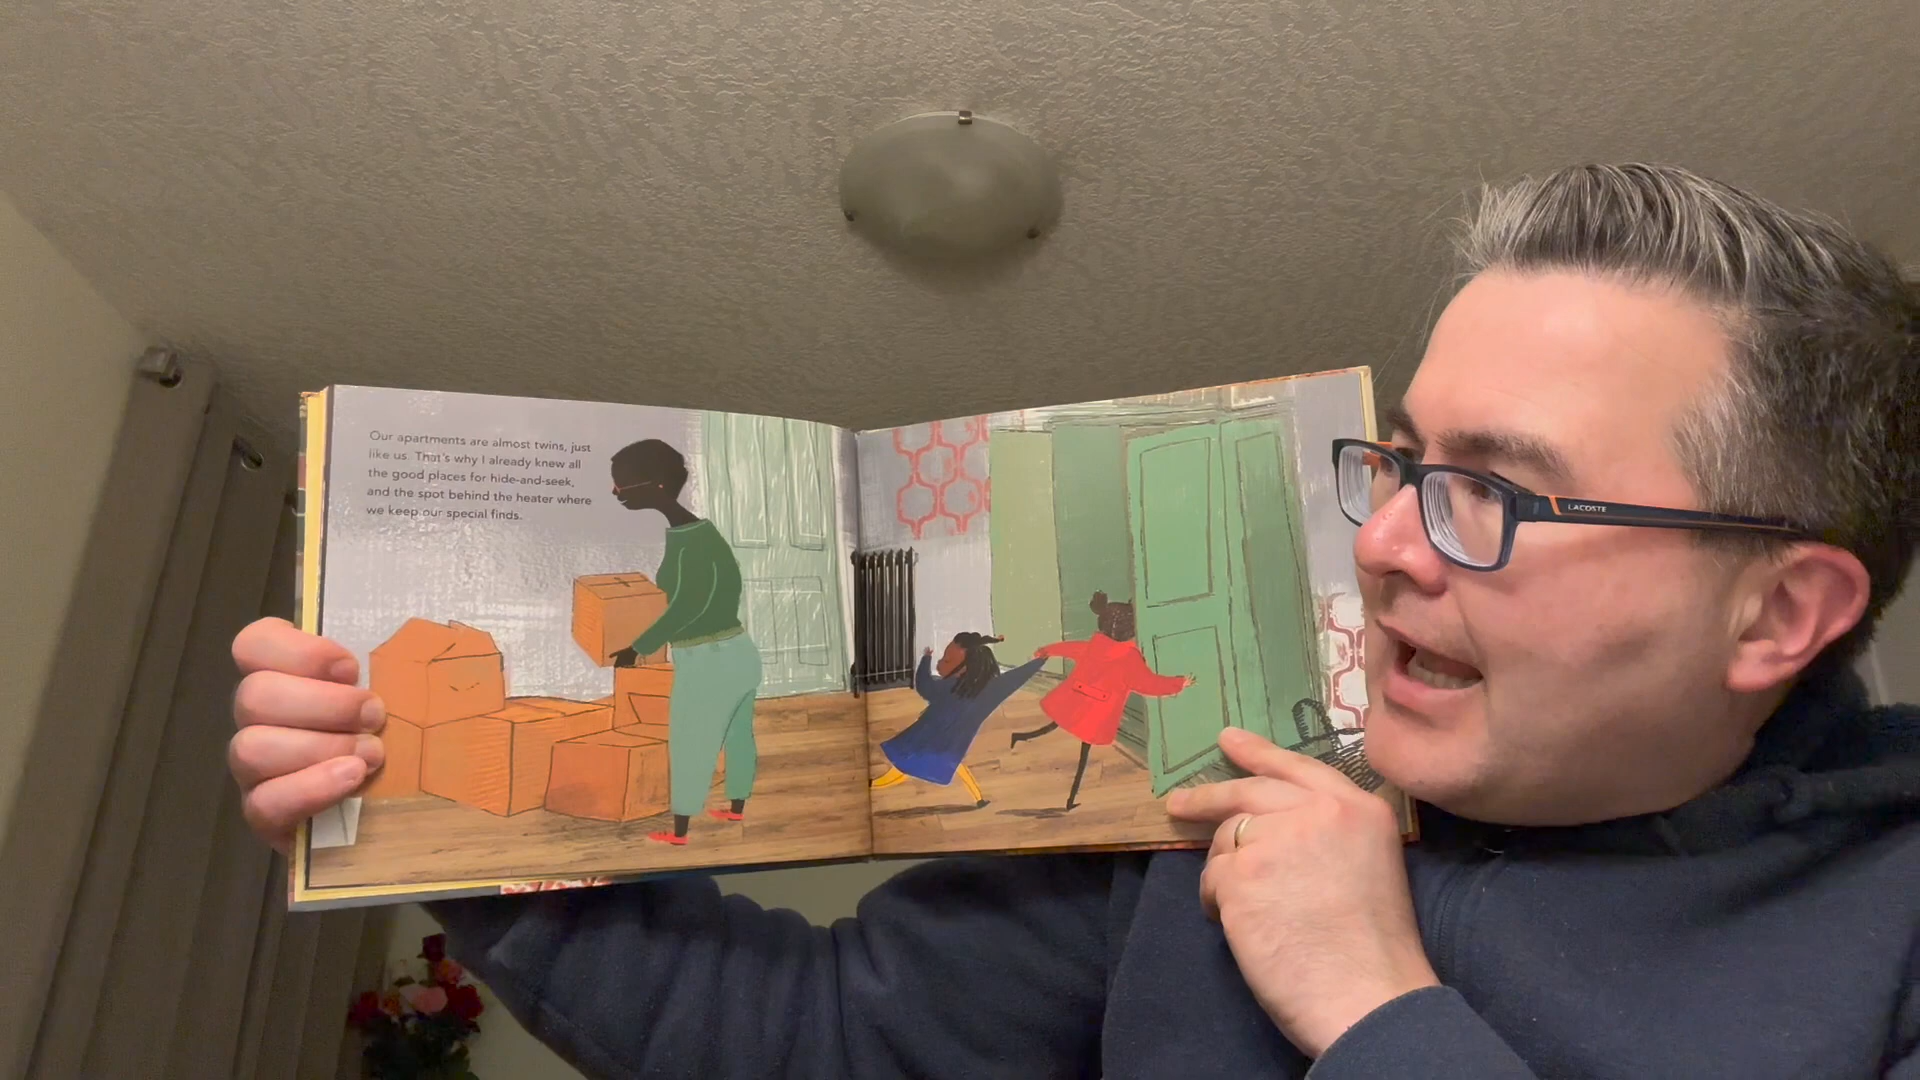 Our apartments are almost twins, just
like us. That's why I already knew all
the good places for hide-and-seek,
and the spot behind the heater where
we keep our special finds.
LACOSTE